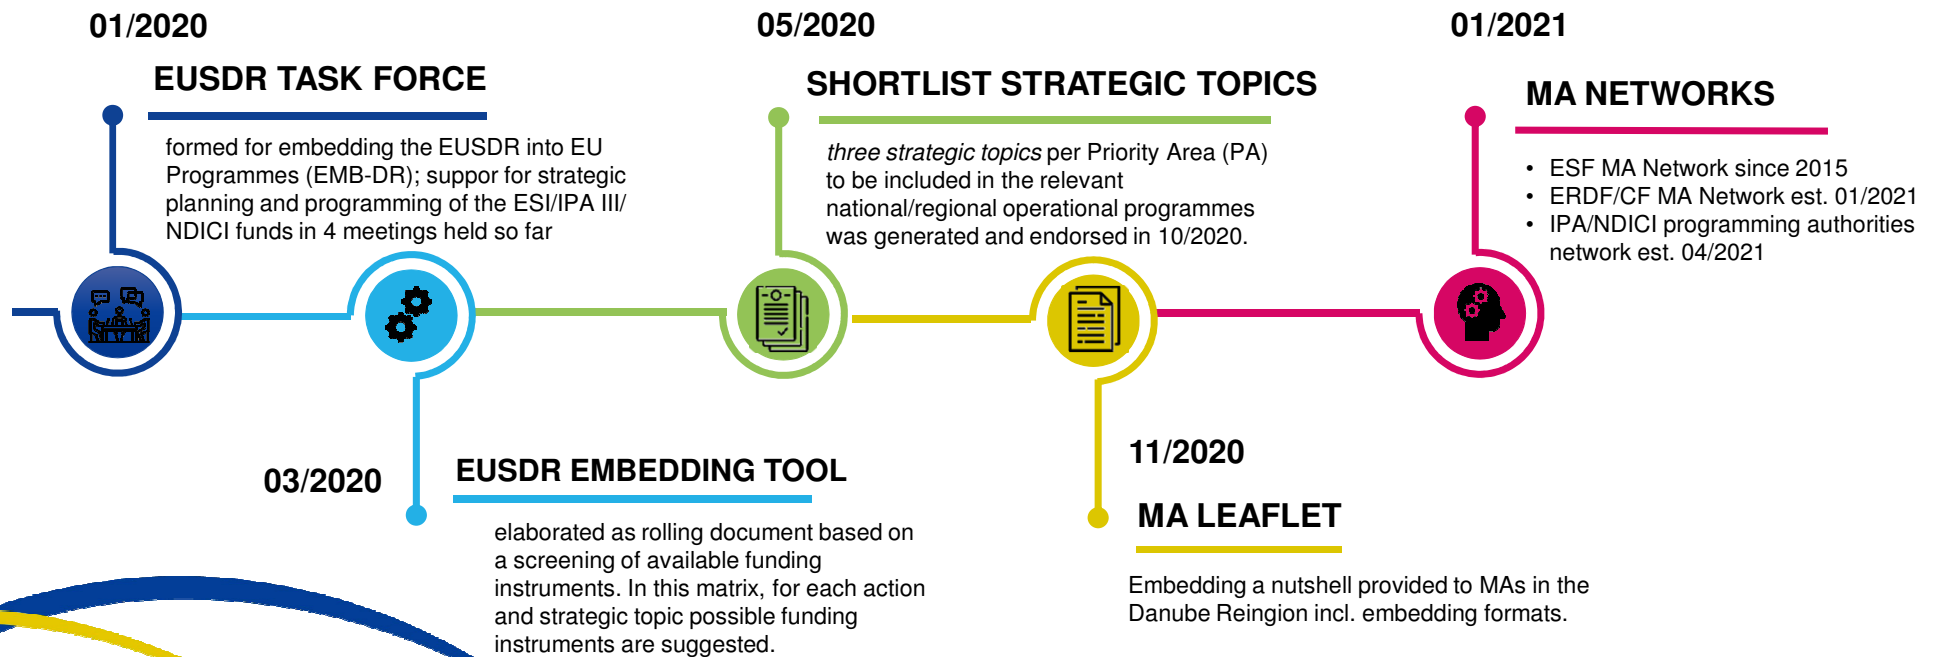 01/2020
EUSDR TASK FORCE
formed for embedding the EUSDR into EU
Programmes (EMB-DR); suppor for strategic
planning and programming of the ESI/IPA III/
NDICI funds in 4 meetings held so far
03/2020
EUSDR EMBEDDING TOOL
elaborated as rolling document based on
a screening of available funding
instruments. In this matrix, for each action
and strategic topic possible funding
instruments are suggested.
05/2020
SHORTLIST STRATEGIC TOPICS
three strategic topics per Priority Area (PA)
to be included in the relevant
national/regional operational programmes
was generated and endorsed in 10/2020.
11/2020
MA LEAFLET
Embedding a nutshell provided to MAs in the
Danube Reingion incl. embedding formats.
01/2021
MA NETWORKS
• ESF MA Network since 2015
• ERDF/CF MA Network est. 01/2021
• IPA/NDICI programming authorities
network est. 04/2021